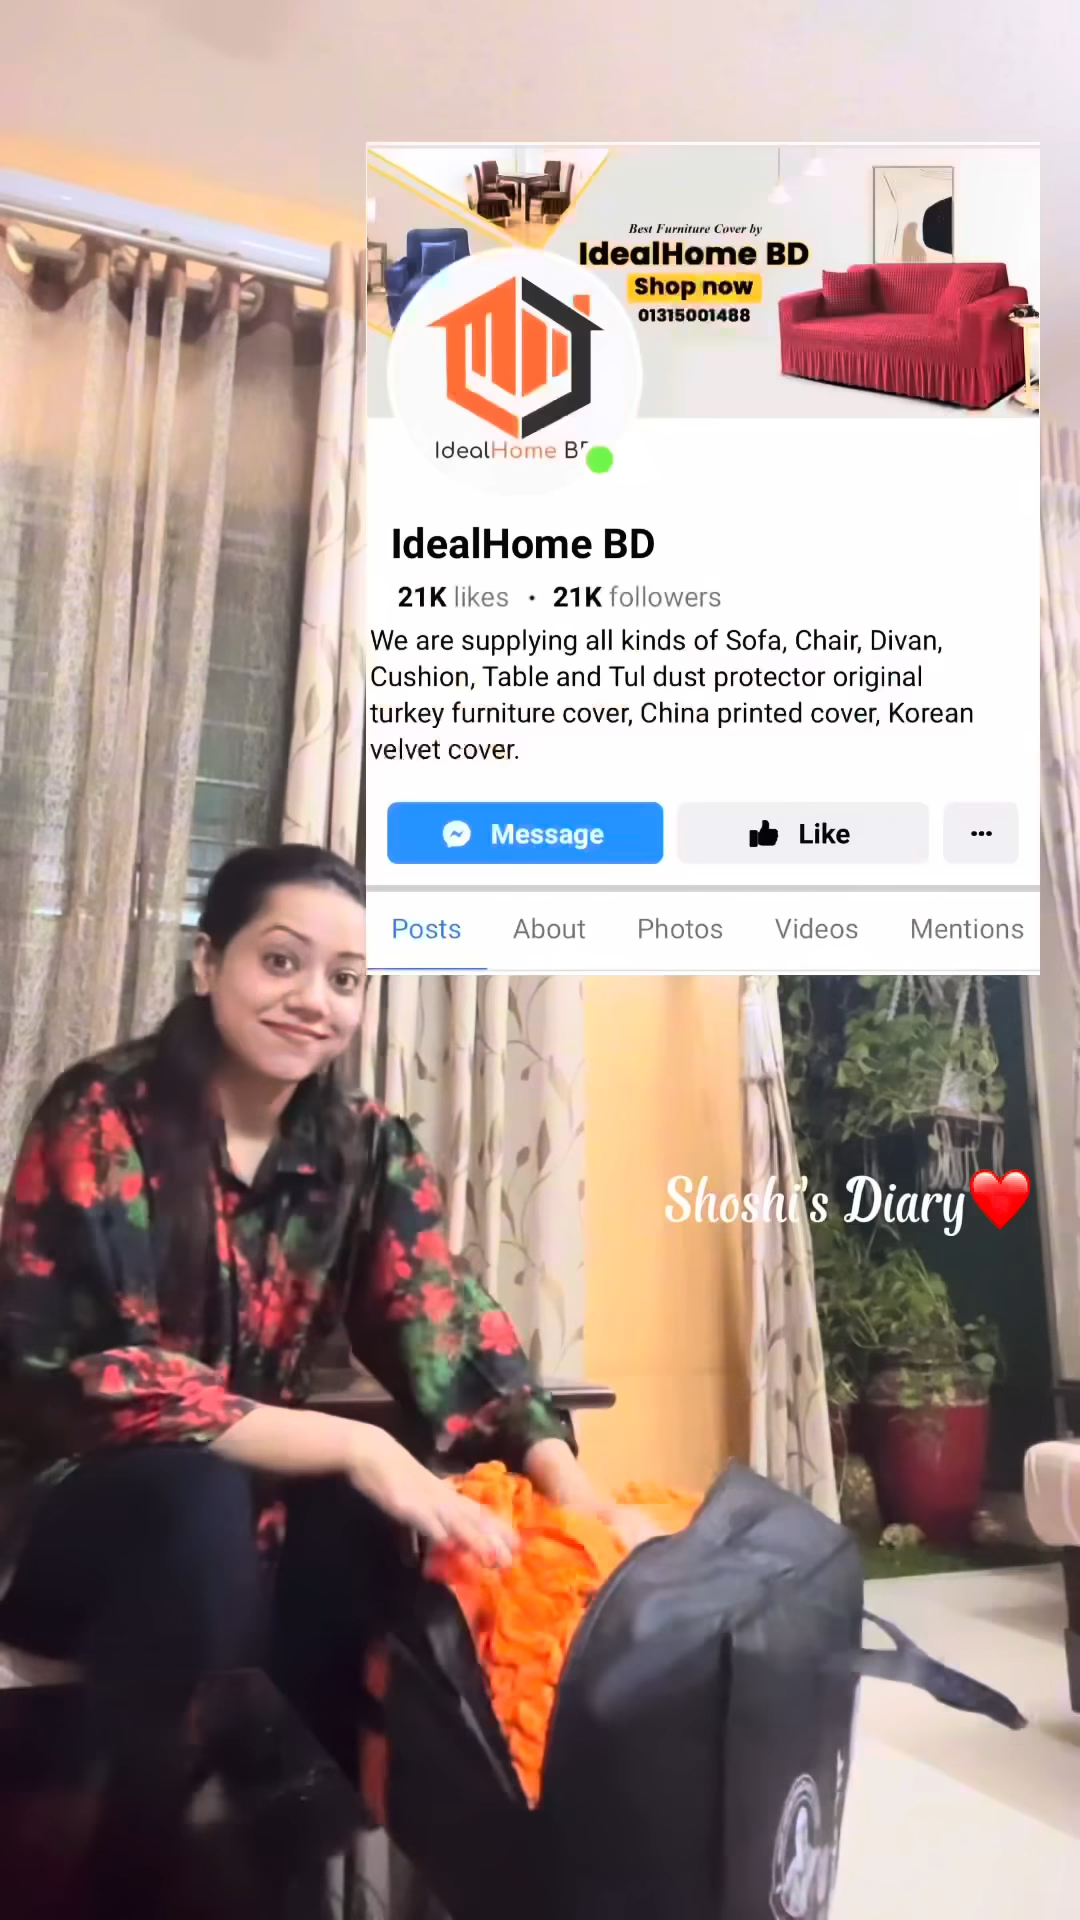 Best Furniture Cover by
IdealHome BD
Shop now
01315001488
IdealHome
IdealHome BD
21K likes • 21K followers
We are supplying all kinds of Sofa, Chair, Divan,
Cushion, Table and Tul dust protector original
turkey furniture cover, China printed cover, Korean
velvet cover.
Message
Like
Posts
About
Photos
Videos
Mentions
Shoshi's Diary